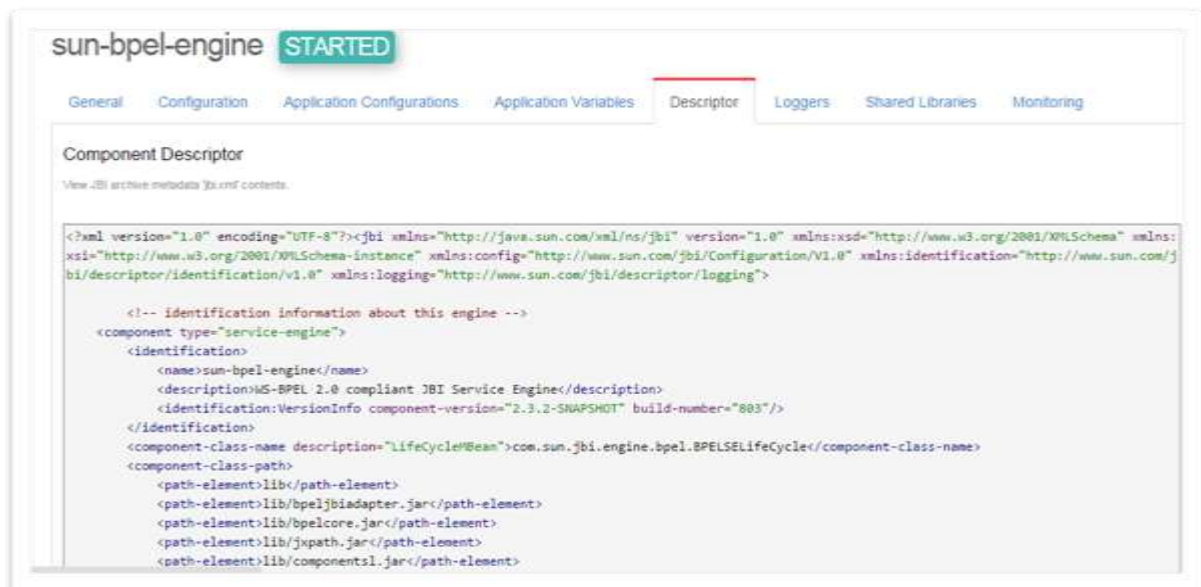 sun-bpel-engine STARTED
General Configuration Application Configurations Application Variables Descriptor Loggers Shared Libraries Monitoring
Component Descriptor
View JBI archive metadata 'jbi.xml' contents.
<?xml version="1.0" encoding="UTF-8"?><jbi xmlns="http://java.sun.com/xml/ns/jbi" version="1.0" xmlns:xsd="http://www.w3.org/2001/XMLSchema" xmlns:
xsi="http://www.w3.org/2001/XMLSchema-instance" xmlns:config="http://www.sun.com/jbi/Configuration/V1.0" xmlns:identification="http://www.sun.com/j
bi/descriptor/identification/v1.0" xmlns:logging="http://www.sun.com/jbi/descriptor/logging">
<!-- identification information about this engine -->
<component type="service-engine">
<identification>
<name>sun-bpel-engine</name>
<description>WS-BPEL 2.0 compliant JBI Service Engine</description>
<identification:VersionInfo component-version="2.3.2-SNAPSHOT" build-number="803"/>
</identification>
<component-class-name description="LifeCycleMBean">com.sun.jbi.engine.bpel.BPELSELifeCycle</component-class-name>
<component-class-path>
<path-element>lib</path-element>
<path-element>lib/bpeljbiadapter.jar</path-element>
<path-element>lib/bpelcore.jar</path-element>
<path-element>lib/jxpath.jar</path-element>
<path-element>lib/componentsl.jar</path-element>